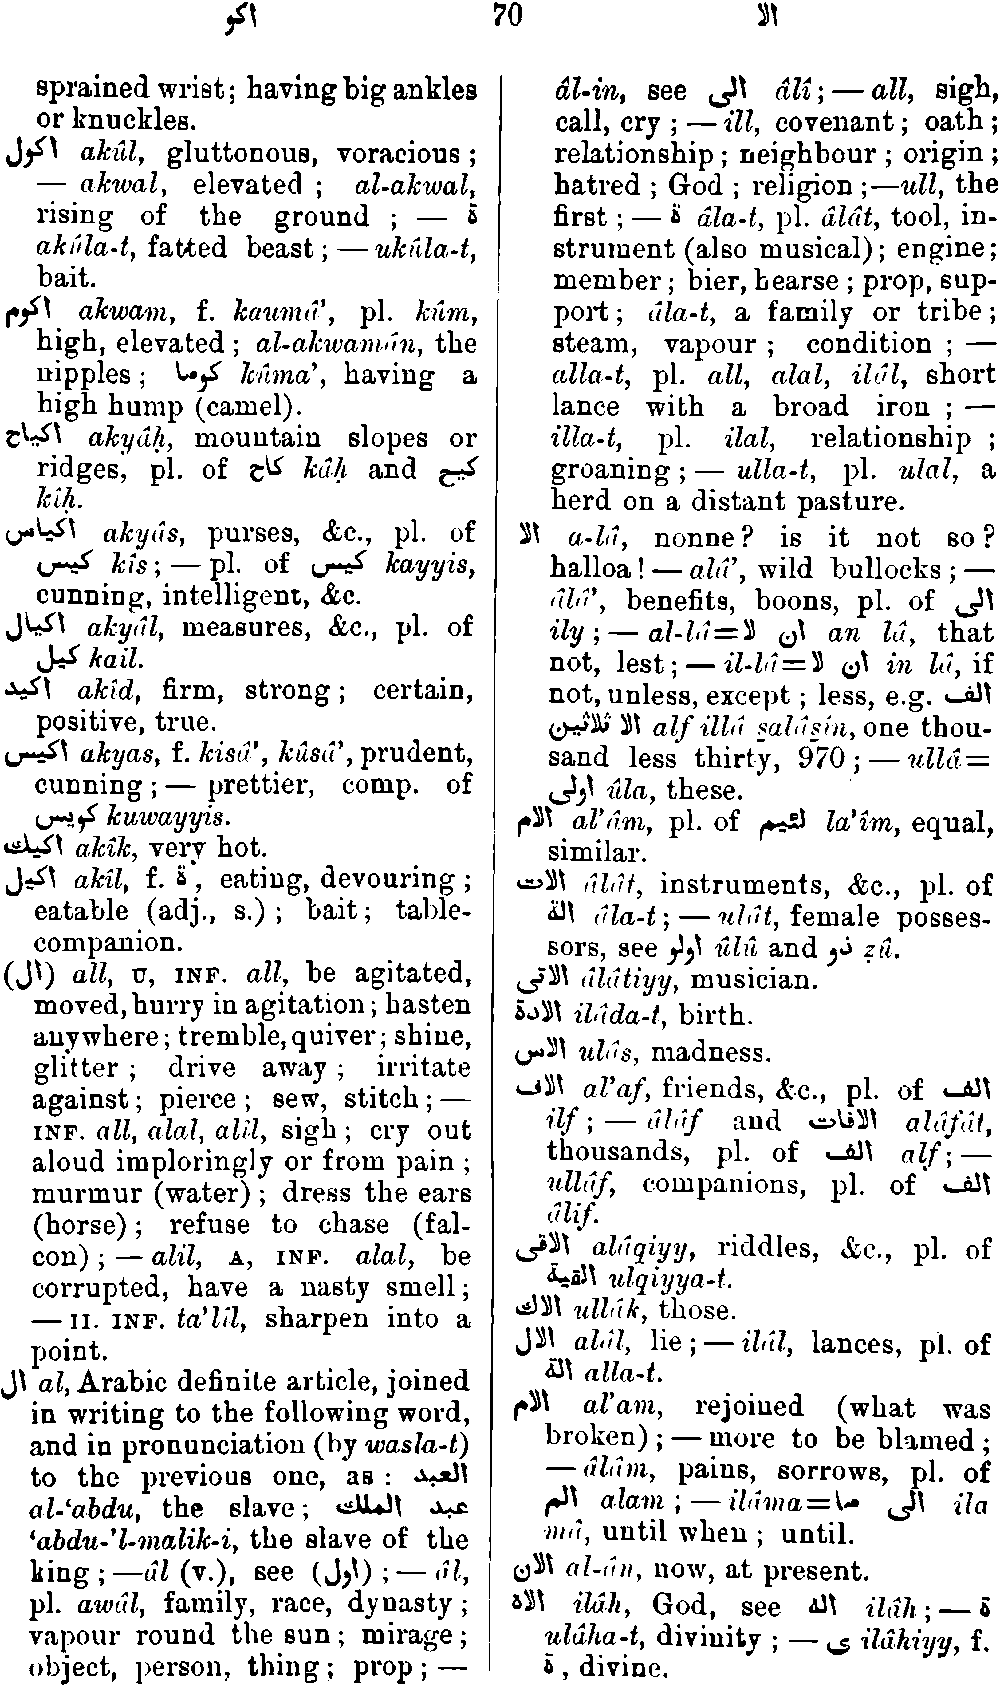 اكو 70 الا
sprained wrist; having big ankles
or knuckles.
اكول akûl, gluttonous, voracious;
— akwal, elevated; al-akwal,
rising of the ground; — ة
akûla-t, fatted beast; — ukûla-t,
bait.
اكوم akwam, f. kaumâ’, pl. kûm,
high, elevated; al-akwamân, the
nipples; كوما kûma’, having a
high hump (camel).
اكياح akyâḥ, mountain slopes or
ridges, pl. of كاح kâḥ and كيح
kîḥ.
اكياس akyâs, purses, &c., pl. of
كيس kîs; — pl. of كيس kayyis,
cunning, intelligent, &c.
اكيال akyâl, measures, &c., pl. of
كيل kail.
اكيد akîd, firm, strong; certain,
positive, true.
اكيس akyas, f. kîsâ’, kûsâ’, prudent,
cunning; — prettier, comp. of
كويس kuwayyis.
اكيك akîk, very hot.
اكيل akîl, f. ة, eating, devouring;
eatable (adj., s.); bait; table-
companion.
(ال) all, U, INF. all, be agitated,
moved, hurry in agitation; hasten
anywhere; tremble, quiver; shine,
glitter; drive away; irritate
against; pierce; sew, stitch; —
INF. all, alal, alîl, sigh; cry out
aloud imploringly or from pain;
murmur (water); dress the ears
(horse); refuse to chase (fal-
con); — alil, A, INF. alal, be
corrupted, have a nasty smell;
— II. INF. ta’lîl, sharpen into a
point.
ال al, Arabic definite article, joined
in writing to the following word,
and in pronunciation (by wasla-t)
to the previous one, as: العبد
al-‘abdu, the slave; عبد الملك
‘abdu-’l-malik-i, the slave of the
king; —âl (v.), see (اول); — âl,
pl. awâl, family, race, dynasty;
vapour round the sun; mirage;
object, person, thing; prop; —
âl-in, see الى âlî; — all, sigh,
call, cry; — ill, covenant; oath;
relationship; neighbour; origin;
hatred; God; religion;—ull, the
first; — ة âla-t, pl. âlât, tool, in-
strument (also musical); engine;
member; bier, hearse; prop, sup-
port; âla-t, a family or tribe;
steam, vapour; condition; —
alla-t, pl. all, alal, ilâl, short
lance with a broad iron; —
illa-t, pl. ilal, relationship;
groaning; — ulla-t, pl. ulal, a
herd on a distant pasture.
الا a-lâ, nonne? is it not so?
halloa! — alâ’, wild bullocks; —
âlâ’, benefits, boons, pl. of الى
ily; — al-lâ=ان لا an lâ, that
not, lest; — il-lâ=ان لا in lâ, if
not, unless, except; less, e.g. الف
الا ثلاثين alf illâ s̱alâs̱în, one thou-
sand less thirty, 970; — ullâ=
اولى ûla, these.
الام al’âm, pl. of لئيم la’îm, equal,
similar.
الات âlât, instruments, &c., pl. of
الة âla-t; — ulât, female posses-
sors, see اولو ûlû and ذو ẕû.
الاتى âlâtiyy, musician.
الادة ilâda-t, birth.
الاس ulâs, madness.
الاف al’af, friends, &c., pl. of الف
ilf; — âlâf and الافات alâfât,
thousands, pl. of الف alf; —
ullâf, companions, pl. of الف
âlif.
الاقى alâqiyy, riddles, &c., pl. of
القية ulqiyya-t.
الاك ullâk, those.
الال alâl, lie; — ilâl, lances, pl. of
الة alla-t.
الام al’am, rejoined (what was
broken); — more to be blamed;
— âlâm, pains, sorrows, pl. of
الم alam; — ilâma=الى ما ila
mâ, until when; until.
الان al-ân, now, at present.
الاه ilâh, God, see اله ilâh; — ة
ulâha-t, divinity; — ى ilâhiyy, f.
ة, divine.